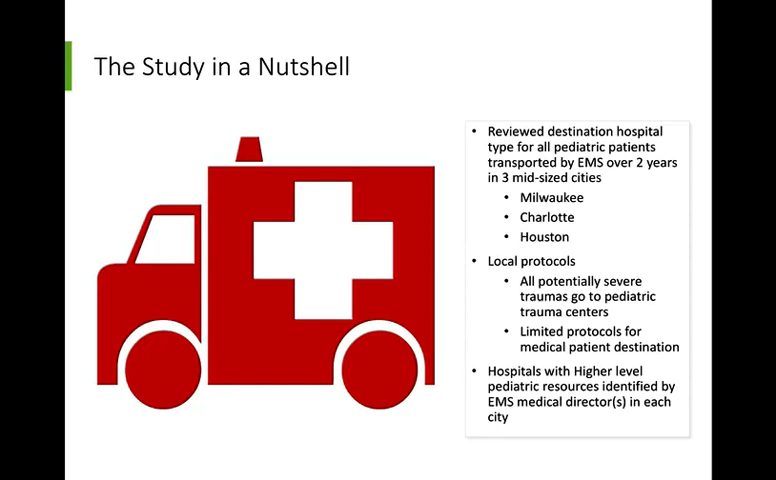 The Study in a Nutshell
• Reviewed destination hospital
type for all pediatric patients
transported by EMS over 2 years
in 3 mid-sized cities
• Milwaukee
• Charlotte
• Houston
• Local protocols
• All potentially severe
traumas go to pediatric
trauma centers
• Limited protocols for
medical patient destination
• Hospitals with Higher level
pediatric resources identified by
EMS medical director(s) in each
city